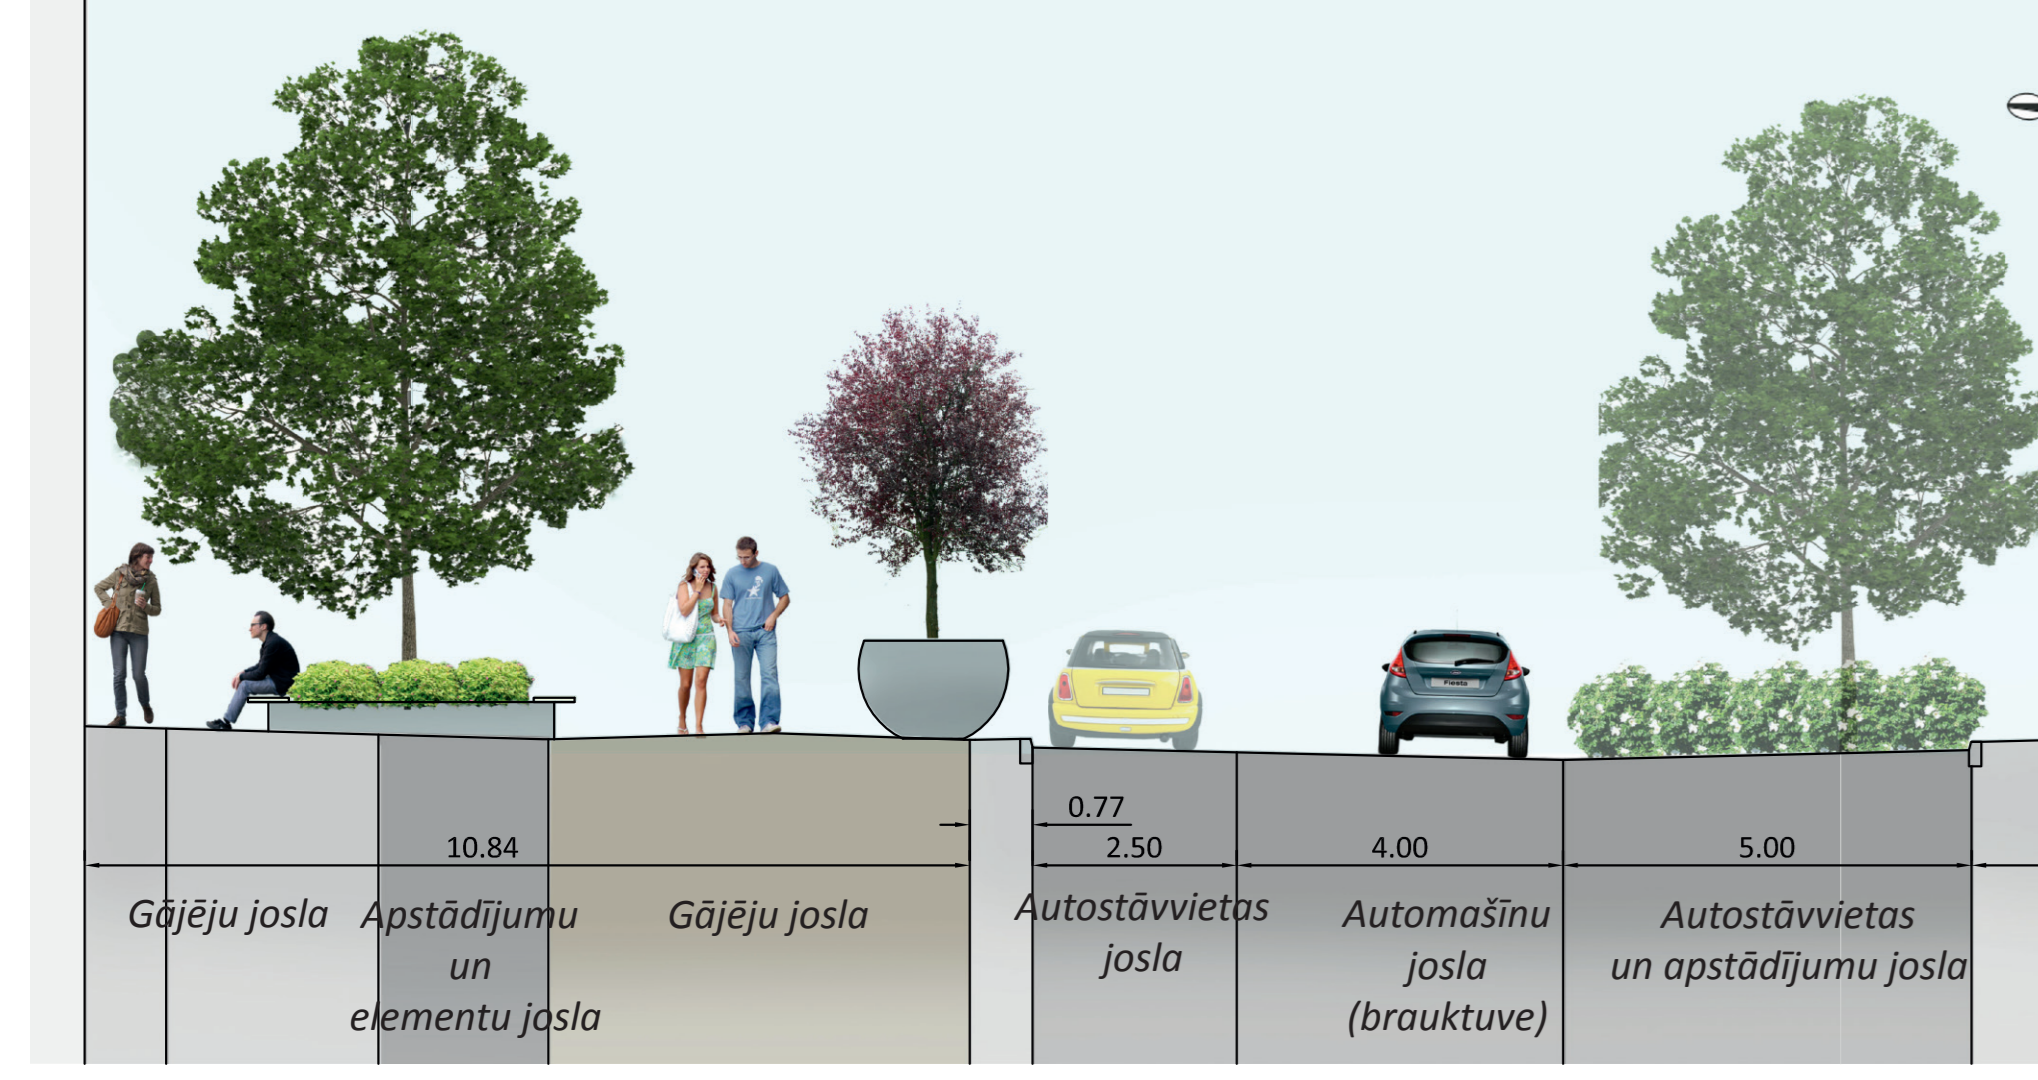 Fiesta
0.77
10.84
2.50
4.00
5.00
Gājēju josla
Apstādījumu
un
elementu josla
Gājēju josla
Autostāvvietas
josla
Automašīnu
josla
(brauktuve)
Autostāvvietas
un apstādījumu josla